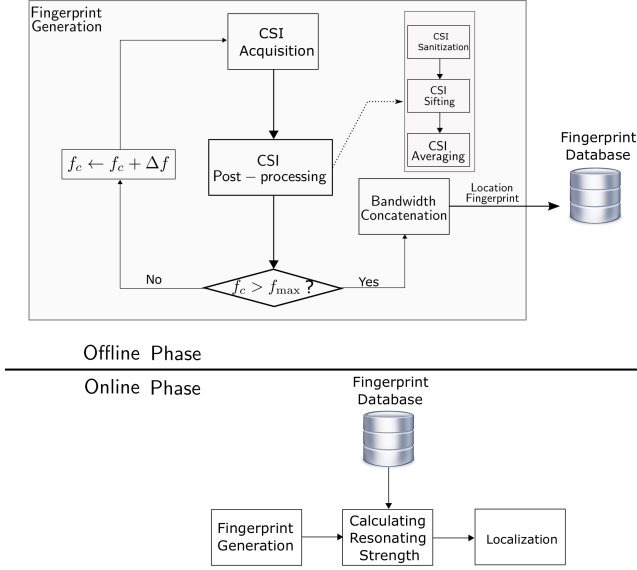 Fingerprint
Generation
CSI
Acquisition
CSI
Sanitization
CSI
Sifting
CSI
Averaging
f_c ← f_c + Δf
CSI
Post – processing
Fingerprint
Database
Bandwidth
Concatenation
Location
Fingerprint
No
f_c > f_max ?
Yes
Offline Phase
Online Phase
Fingerprint
Database
Fingerprint
Generation
Calculating
Resonating
Strength
Localization